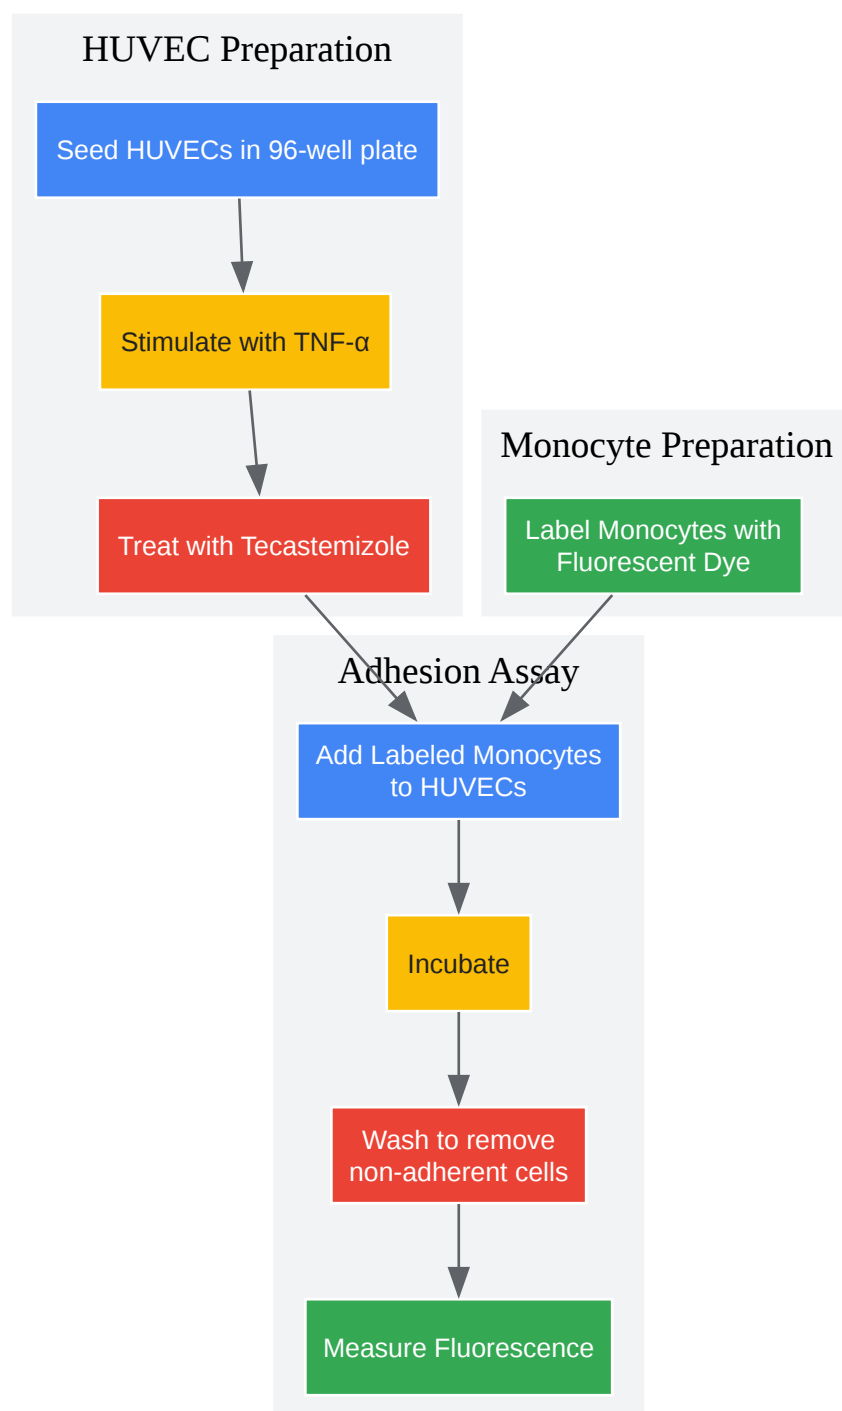 HUVEC Preparation
Seed HUVECs in 96-well plate
Stimulate with TNF-α
Treat with Tecastemizole
Monocyte Preparation
Label Monocytes with
Fluorescent Dye
Adhesion Assay
Add Labeled Monocytes
to HUVECs
Incubate
Wash to remove
non-adherent cells
Measure Fluorescence